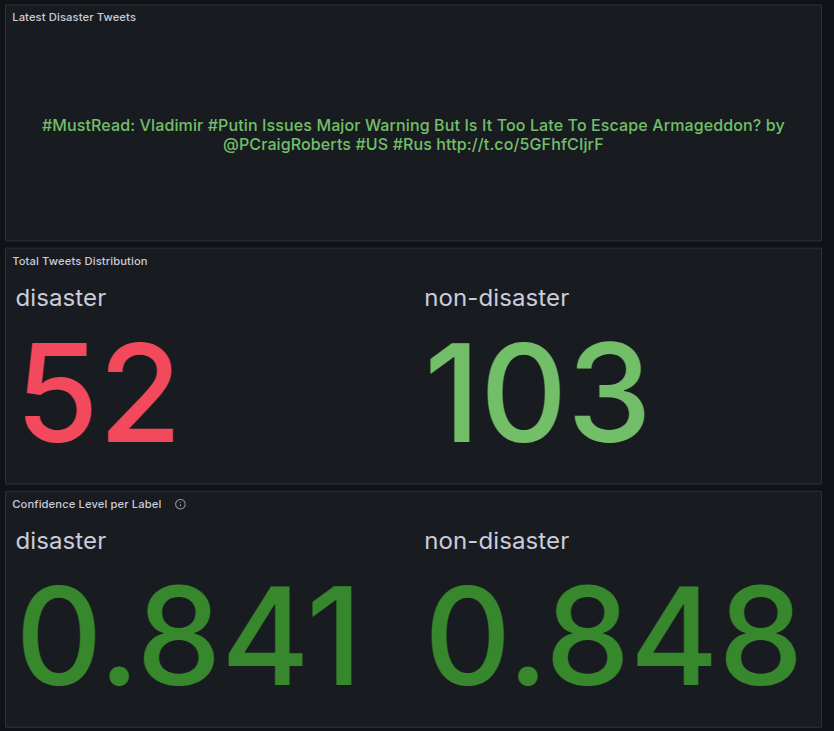 Latest Disaster Tweets
#MustRead: Vladimir #Putin Issues Major Warning But Is It Too Late To Escape Armageddon? by
@PCraigRoberts #US #Rus http://t.co/5GFhfCIjrF
Total Tweets Distribution
disaster non-disaster
52 103
Confidence Level per Label
disaster non-disaster
0.841 0.848